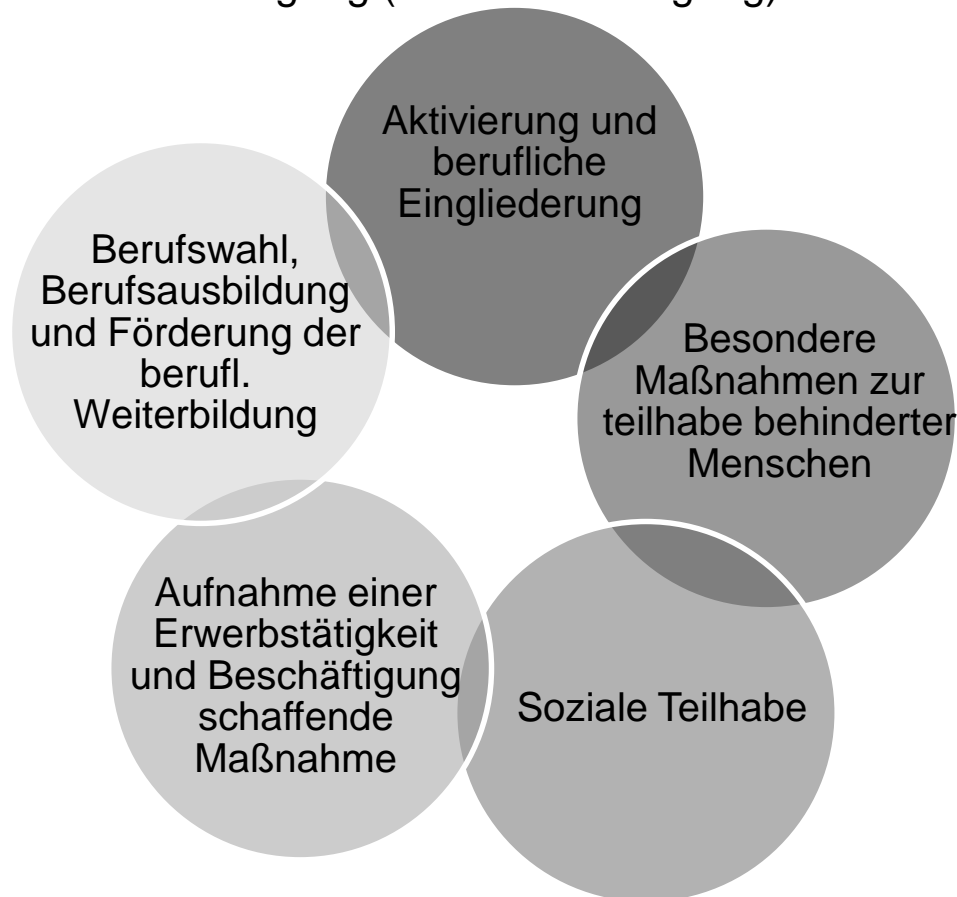 Aktivierung und
berufliche
Eingliederung
Berufswahl,
Berufsausbildung
und Förderung der
berufl.
Weiterbildung
Besondere
Maßnahmen zur
teilhabe behinderter
Menschen
Aufnahme einer
Erwerbstätigkeit
und Beschäftigung
schaffende
Maßnahme
Soziale Teilhabe